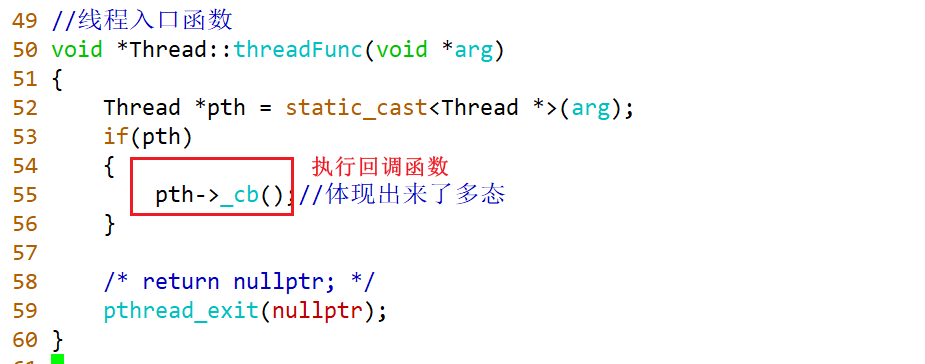 49 //线程入口函数
50 void *Thread::threadFunc(void *arg)
51 {
52     Thread *pth = static_cast<Thread *>(arg);
53     if(pth)
54     { 执行回调函数
55         pth->_cb();//体现出来了多态
56     }
57
58     /* return nullptr; */
59     pthread_exit(nullptr);
60 }